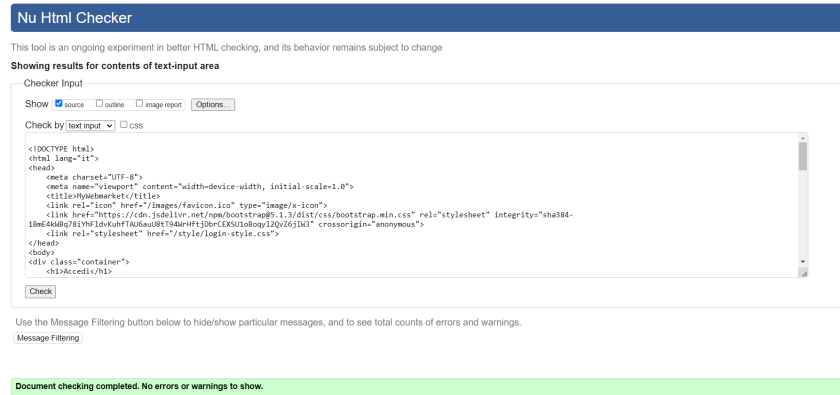 Nu Html Checker
This tool is an ongoing experiment in better HTML checking, and its behavior remains subject to change
Showing results for contents of text-input area
Checker Input
Show source outline image report Options...
Check by text input css
<!DOCTYPE html>
<html lang="it">
<head>
    <meta charset="UTF-8">
    <meta name="viewport" content="width=device-width, initial-scale=1.0">
    <title>MyWebmarket</title>
    <link rel="icon" href="/images/favicon.ico" type="image/x-icon">
    <link href="https://cdn.jsdelivr.net/npm/bootstrap@5.1.3/dist/css/bootstrap.min.css" rel="stylesheet" integrity="sha384-
1BmE4kWBq78iYhFldvKuhfTAU6auU8tT94WrHftjDbrCEXSU1oBoqyl2QvZ6jIW3" crossorigin="anonymous">
    <link rel="stylesheet" href="/style/login-style.css">
</head>
<body>
<div class="container">
    <h1>Accedi</h1>
Check
Use the Message Filtering button below to hide/show particular messages, and to see total counts of errors and warnings.
Message Filtering
Document checking completed. No errors or warnings to show.